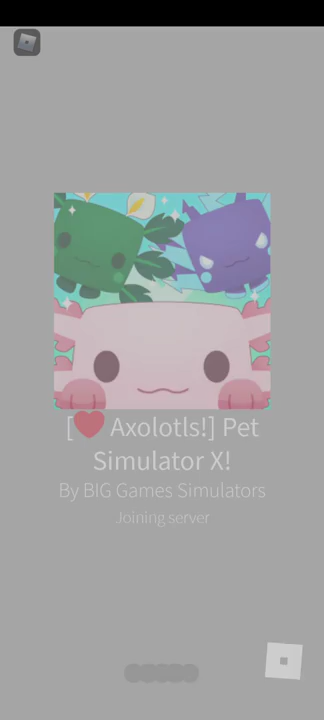 [❤️ Axolotls!] Pet
Simulator X!
By BIG Games Simulators
Joining server